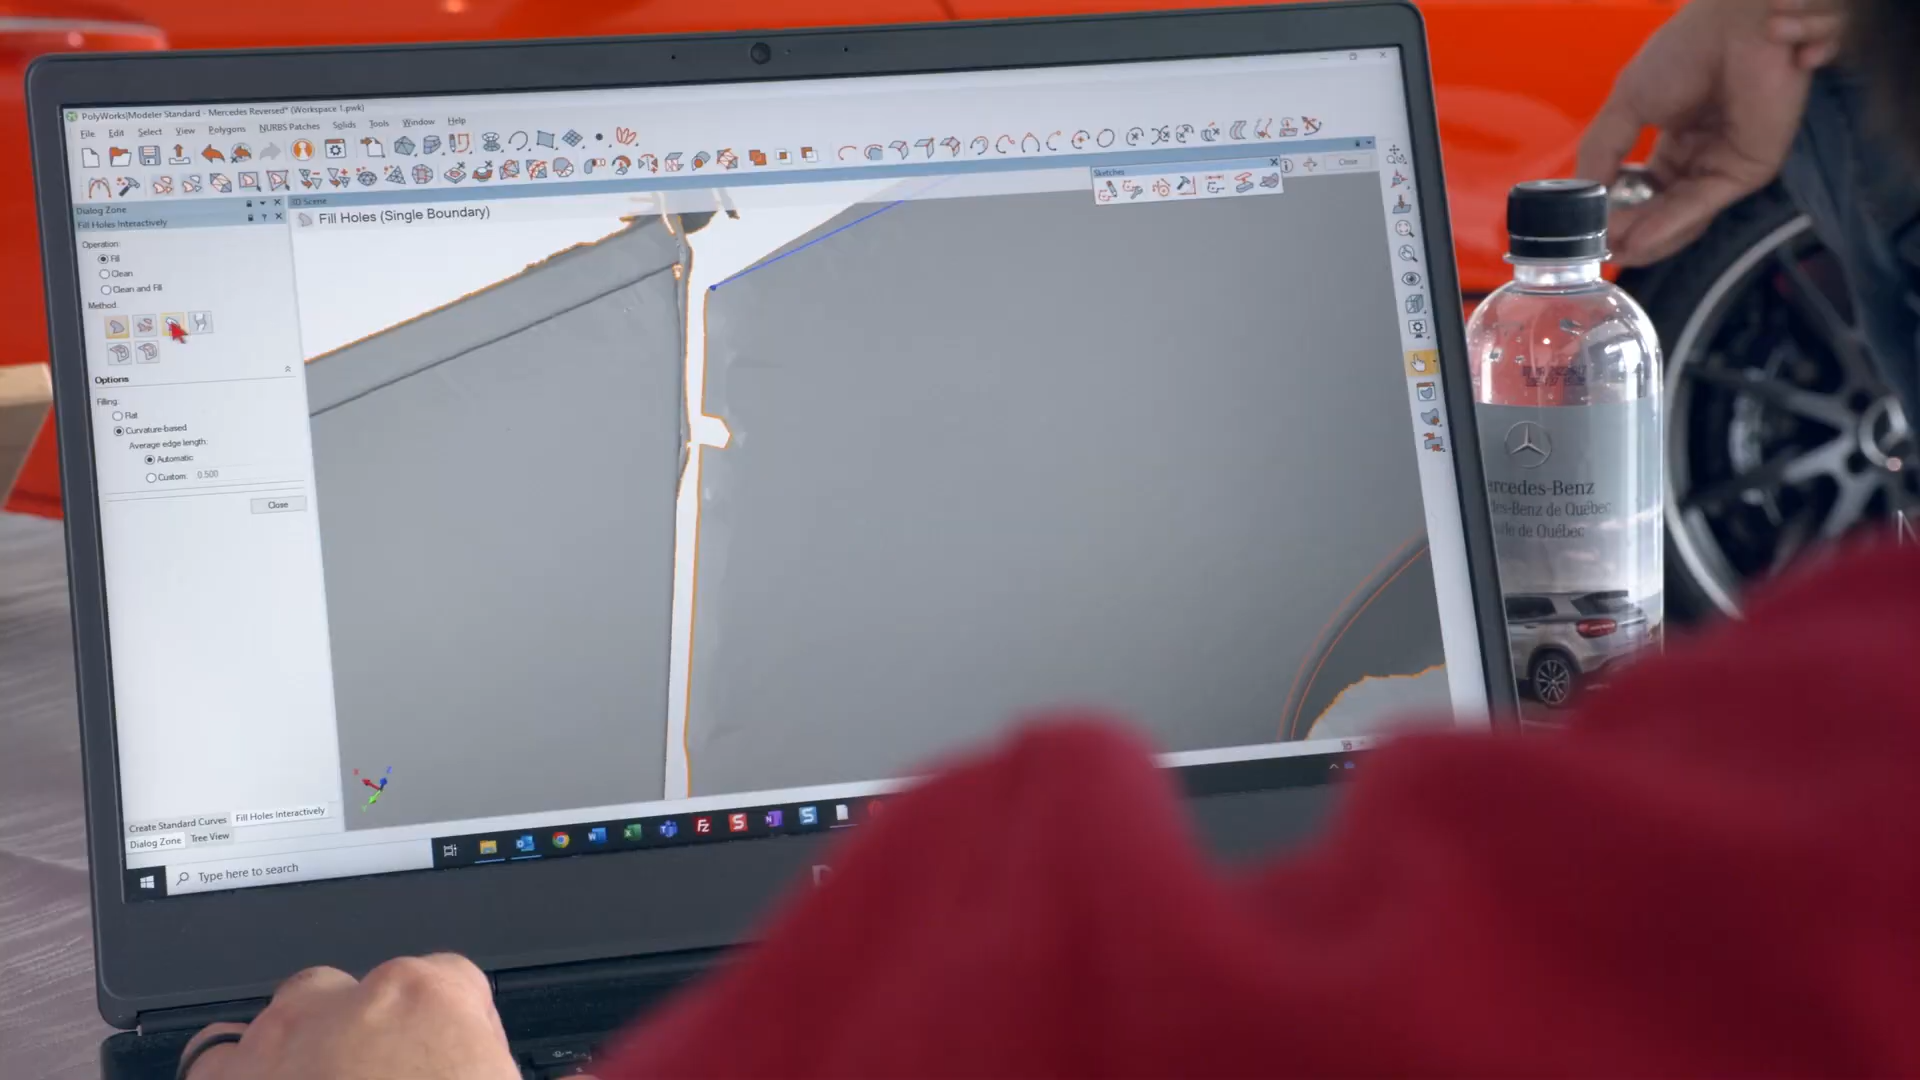 PolyWorks|Modeler Standard - Mercedes Reversed* (Workspace 1.pwk)
File Edit Select View Polygons NURBS Patches Solids Tools Window Help
Sketches
Close
Dialog Zone
3D Scene
Fill Holes Interactively
Fill Holes (Single Boundary)
Operation:
Fill
Clean
Clean and Fill
Method:
Options
Filling:
Flat
Curvature-based
Average edge length:
Automatic
Custom: 0.500
Close
Create Standard Curves Fill Holes Interactively
Dialog Zone Tree View
Type here to search
ercedes-Benz
des-Benz de Québec
de Québec